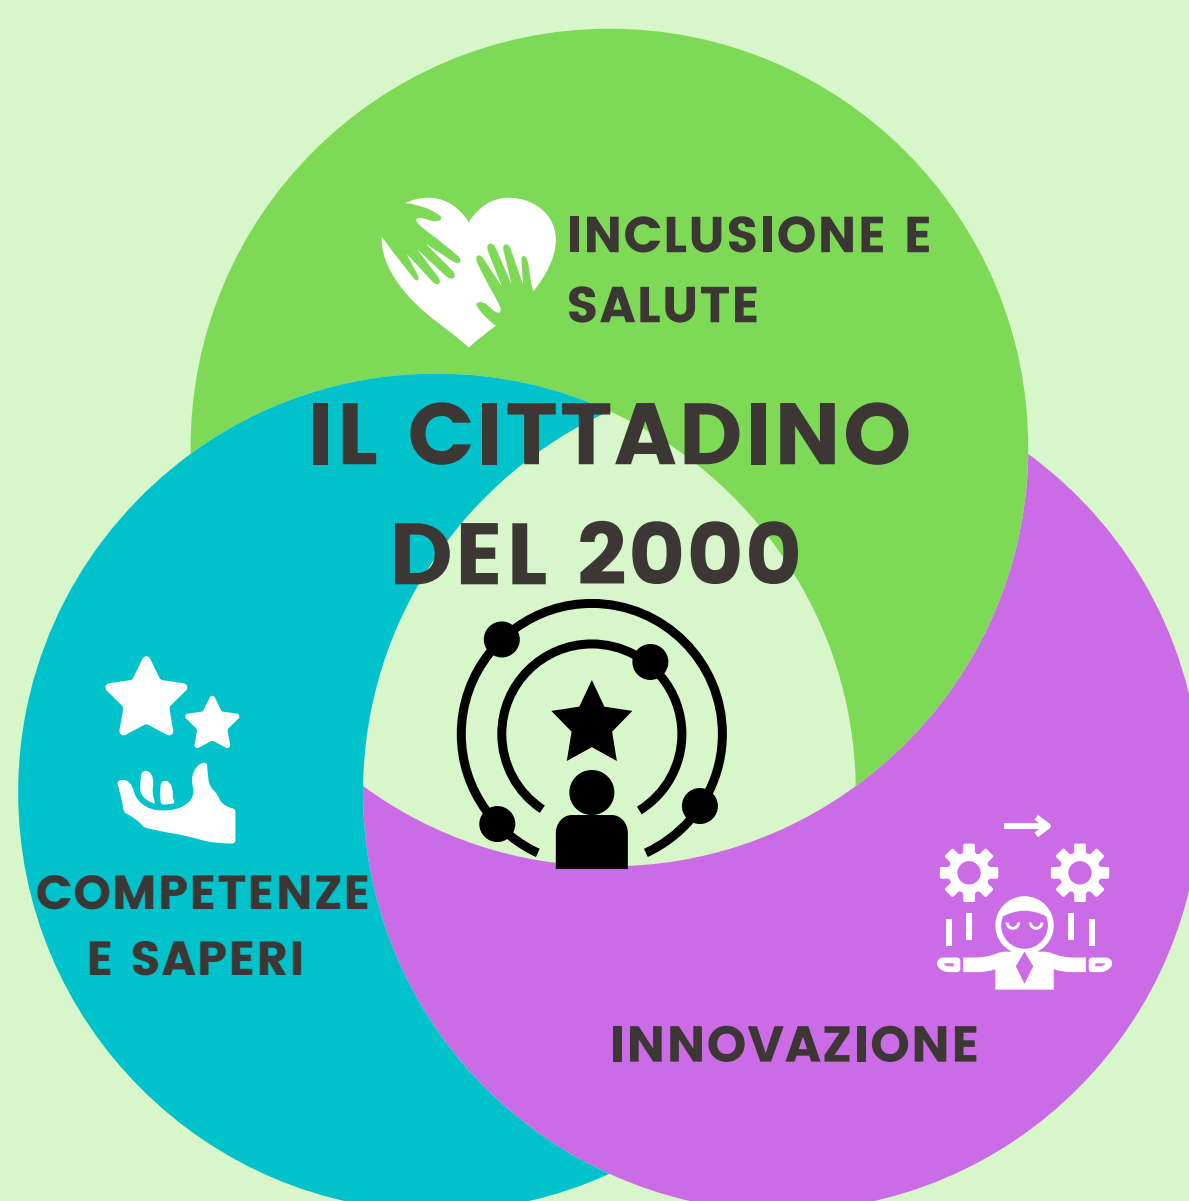 INCLUSIONE E
SALUTE
IL CITTADINO
DEL 2000
COMPETENZE
E SAPERI
INNOVAZIONE